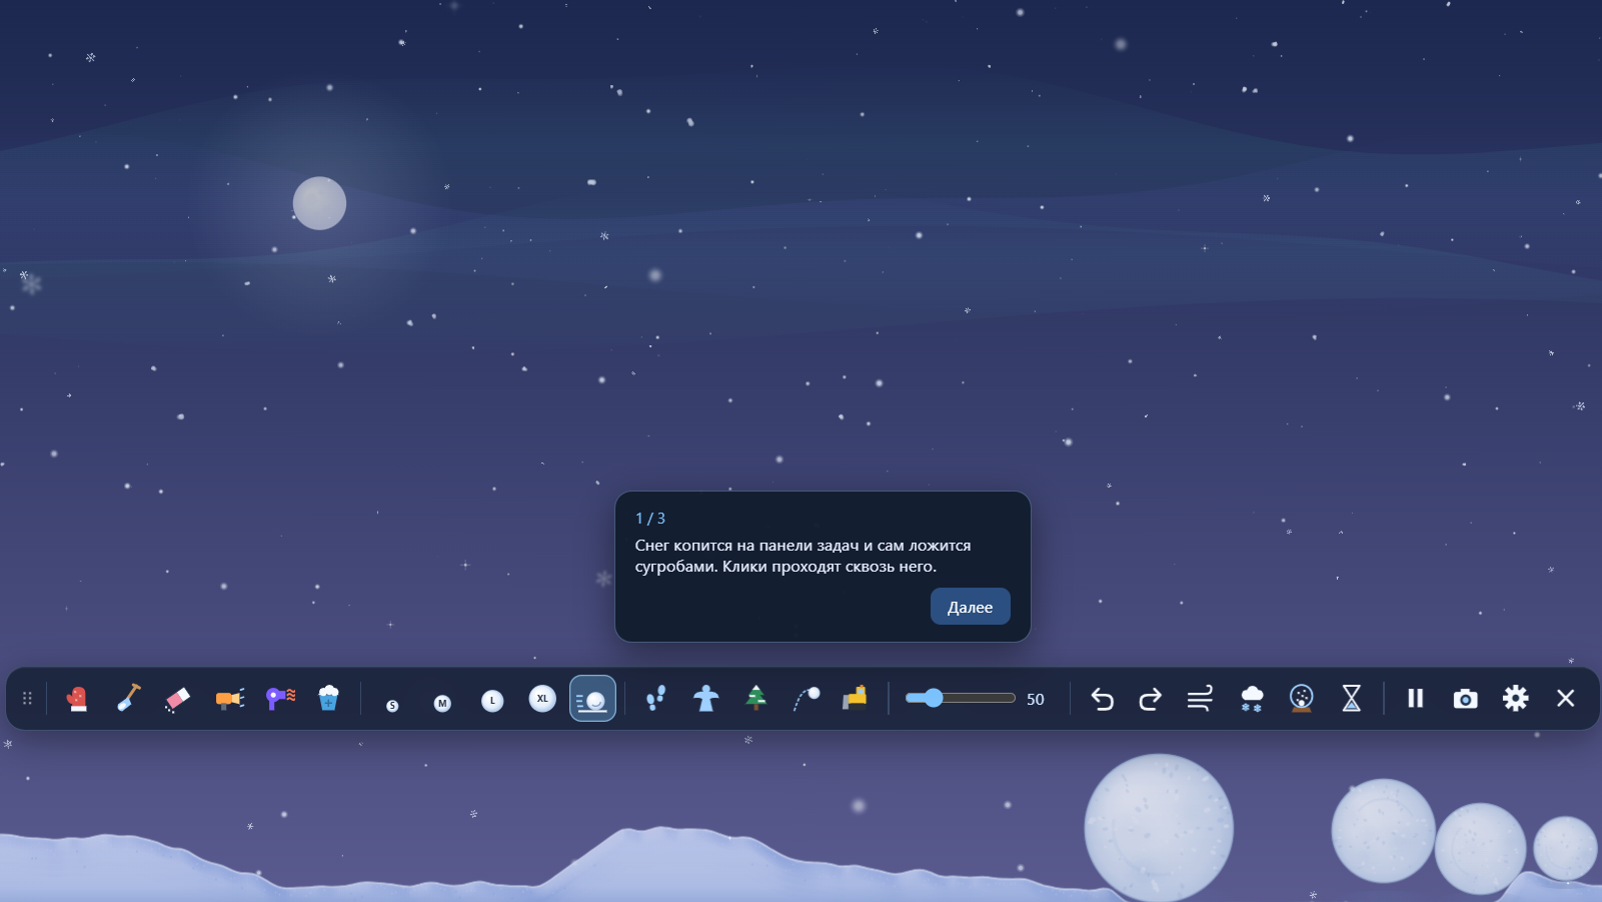 1 / 3
Снег копится на панели задач и сам ложится
сугробами. Клики проходят сквозь него.
Далее
S M L XL 50